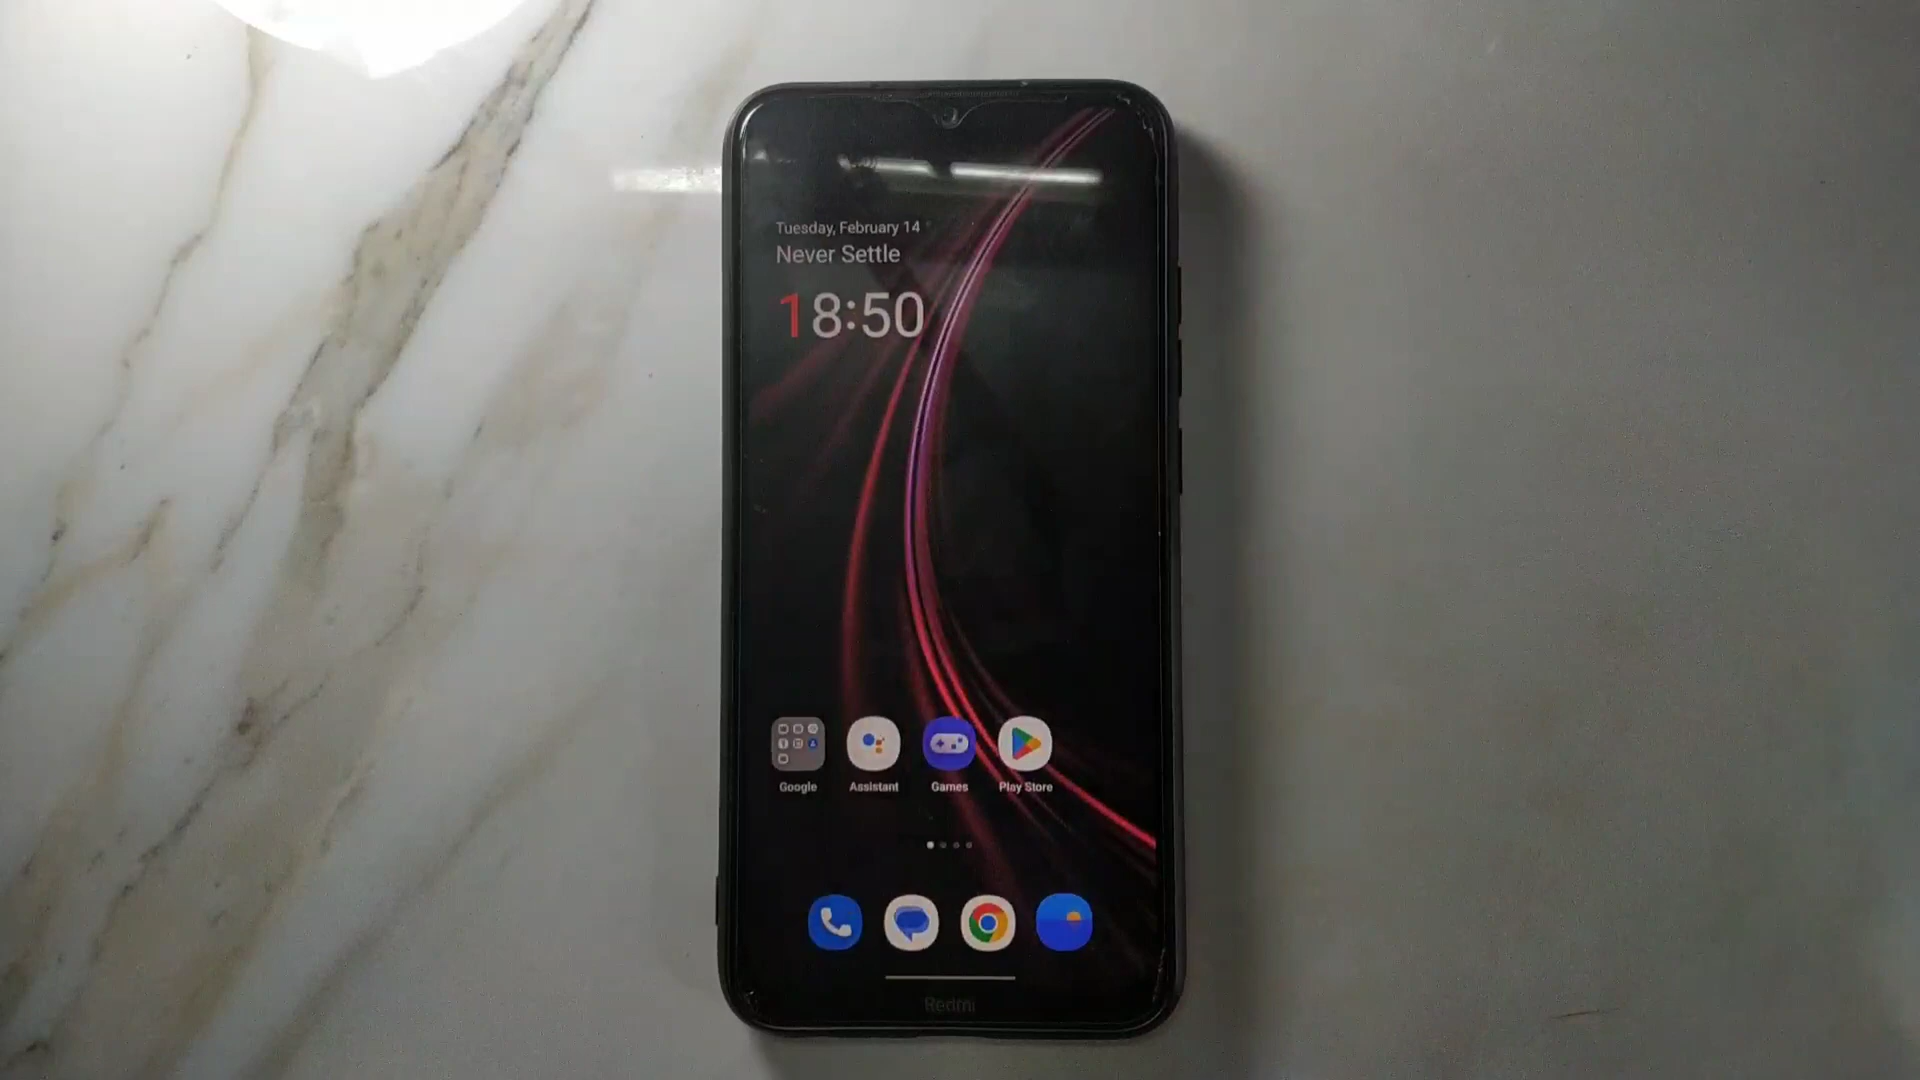 Tuesday, February 14
Never Settle
18:50
Google
Assistant
Games
Play Store
Redmi